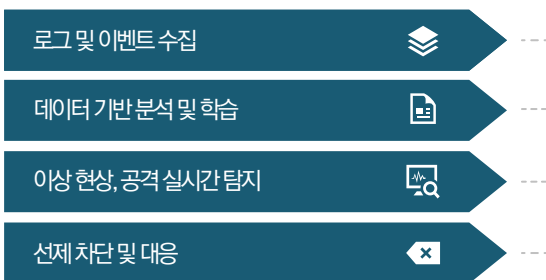 로그 및 이벤트 수집
데이터 기반 분석 및 학습
이상 현상, 공격 실시간 탐지
선제 차단 및 대응